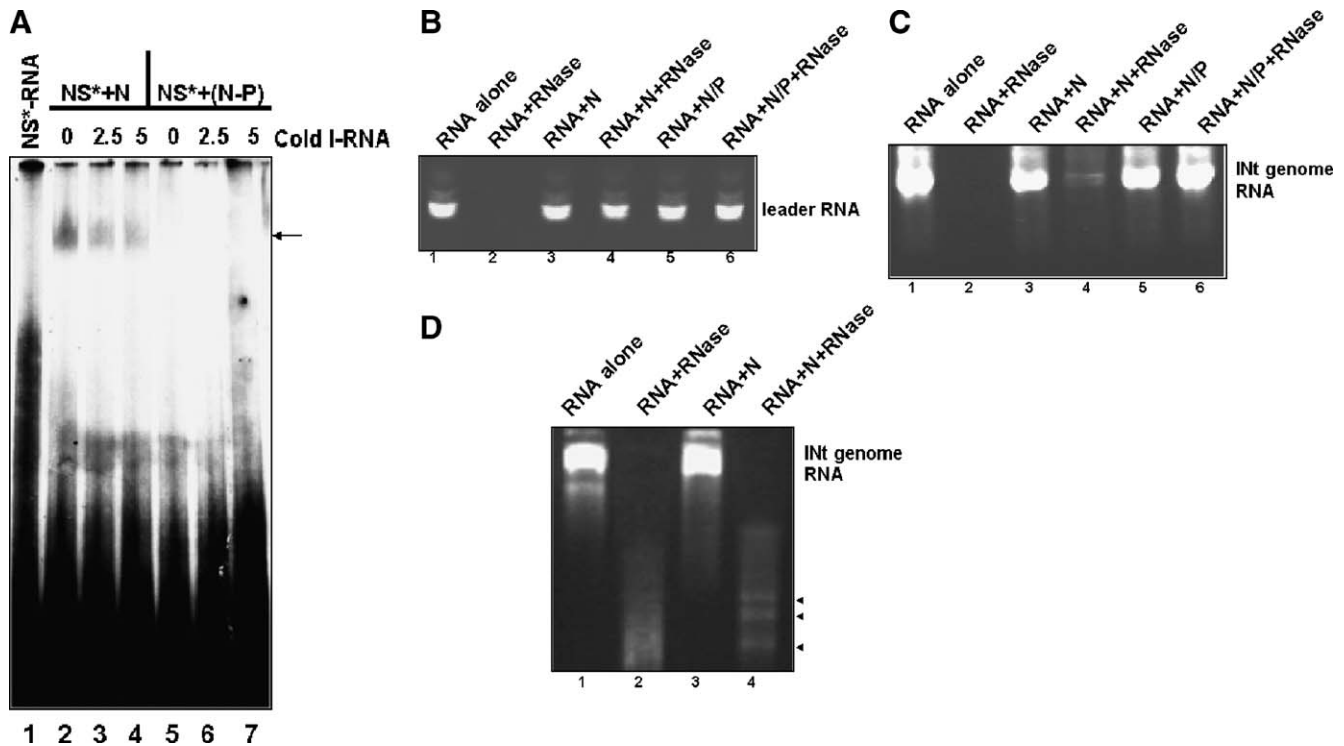 A
NS*-RNA
NS*+N
NS*+(N-P)
0 2.5 5 0 2.5 5 Cold l-RNA
1 2 3 4 5 6 7
B
RNA alone
RNA+RNase
RNA+N
RNA+N+RNase
RNA+N/P
RNA+N/P+RNase
leader RNA
1 2 3 4 5 6
C
RNA alone
RNA+RNase
RNA+N
RNA+N+RNase
RNA+N/P
RNA+N/P+RNase
lNt genome
RNA
1 2 3 4 5 6
D
RNA alone
RNA+RNase
RNA+N
RNA+N+RNase
lNt genome
RNA
1 2 3 4